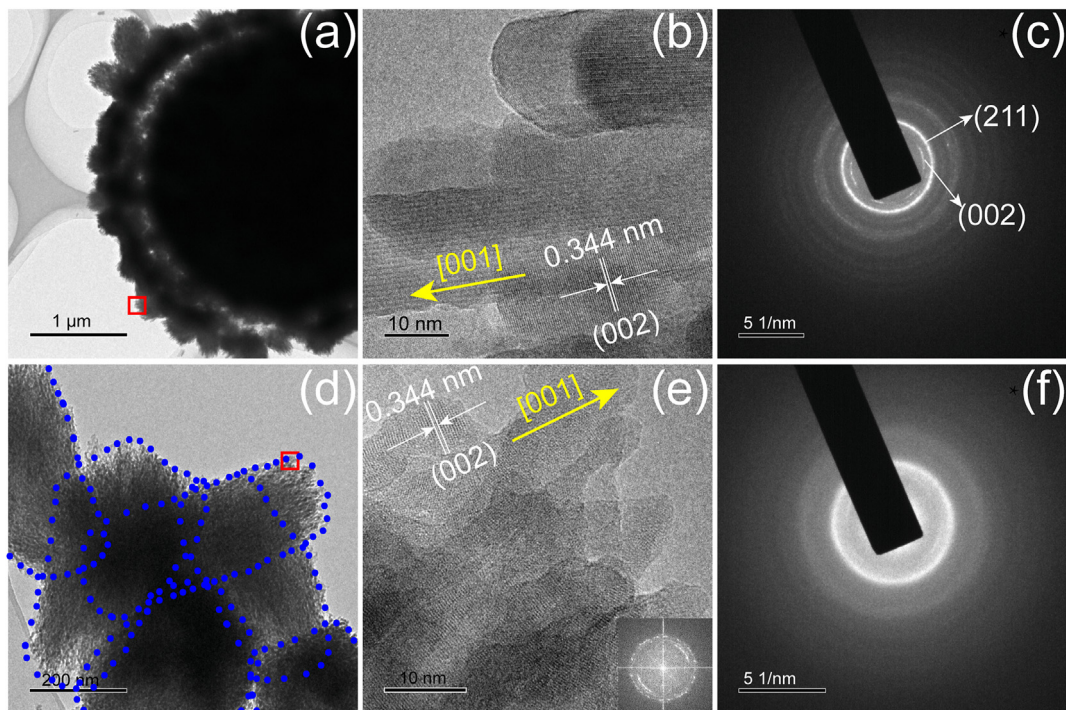 (a)
1 µm
(b)
0.344 nm
[001]
(002)
10 nm
(c)
(211)
(002)
5 1/nm
(d)
200 nm
(e)
0.344 nm
[001]
(002)
10 nm
(f)
5 1/nm